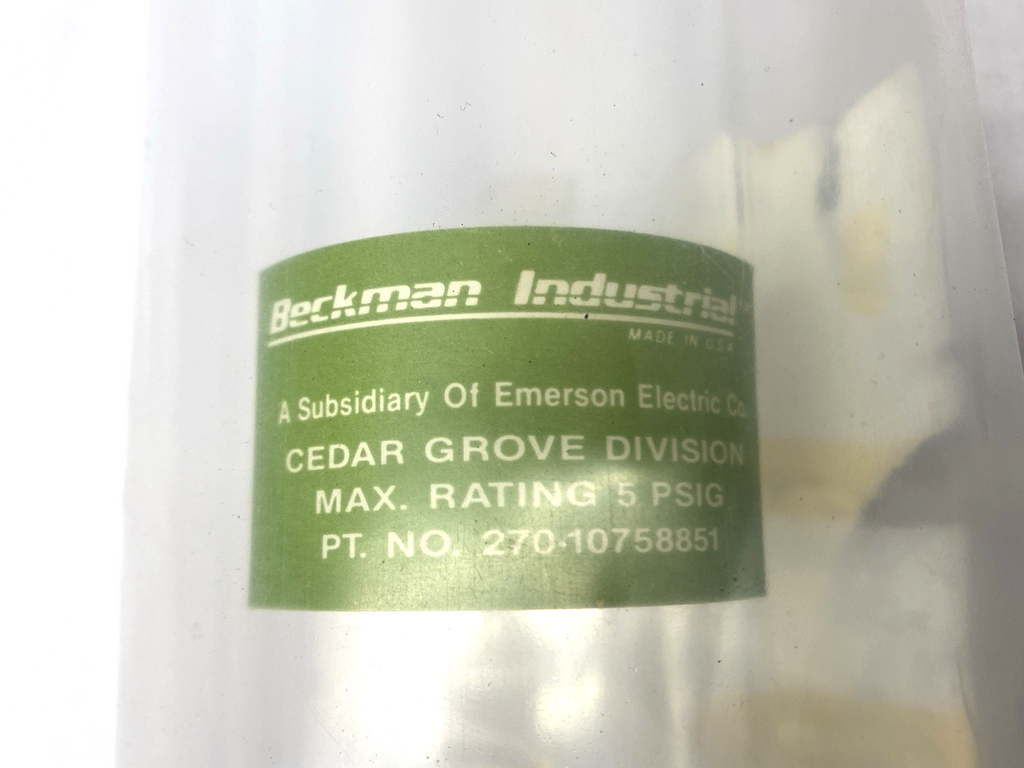 Beckman Industrial
MADE IN U.S.A
A Subsidiary Of Emerson Electric Co.
CEDAR GROVE DIVISION
MAX. RATING 5 PSIG
PT. NO. 270-10758851